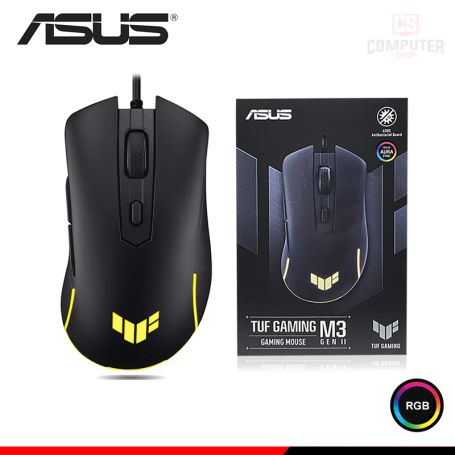 ASUS®
CS
COMPUTER
SHOP
ASUS
ASUS
Antibacterial Guard
AURA
SYNC
TUF GAMING M3
GAMING MOUSE GEN II
TUF GAMING
RGB